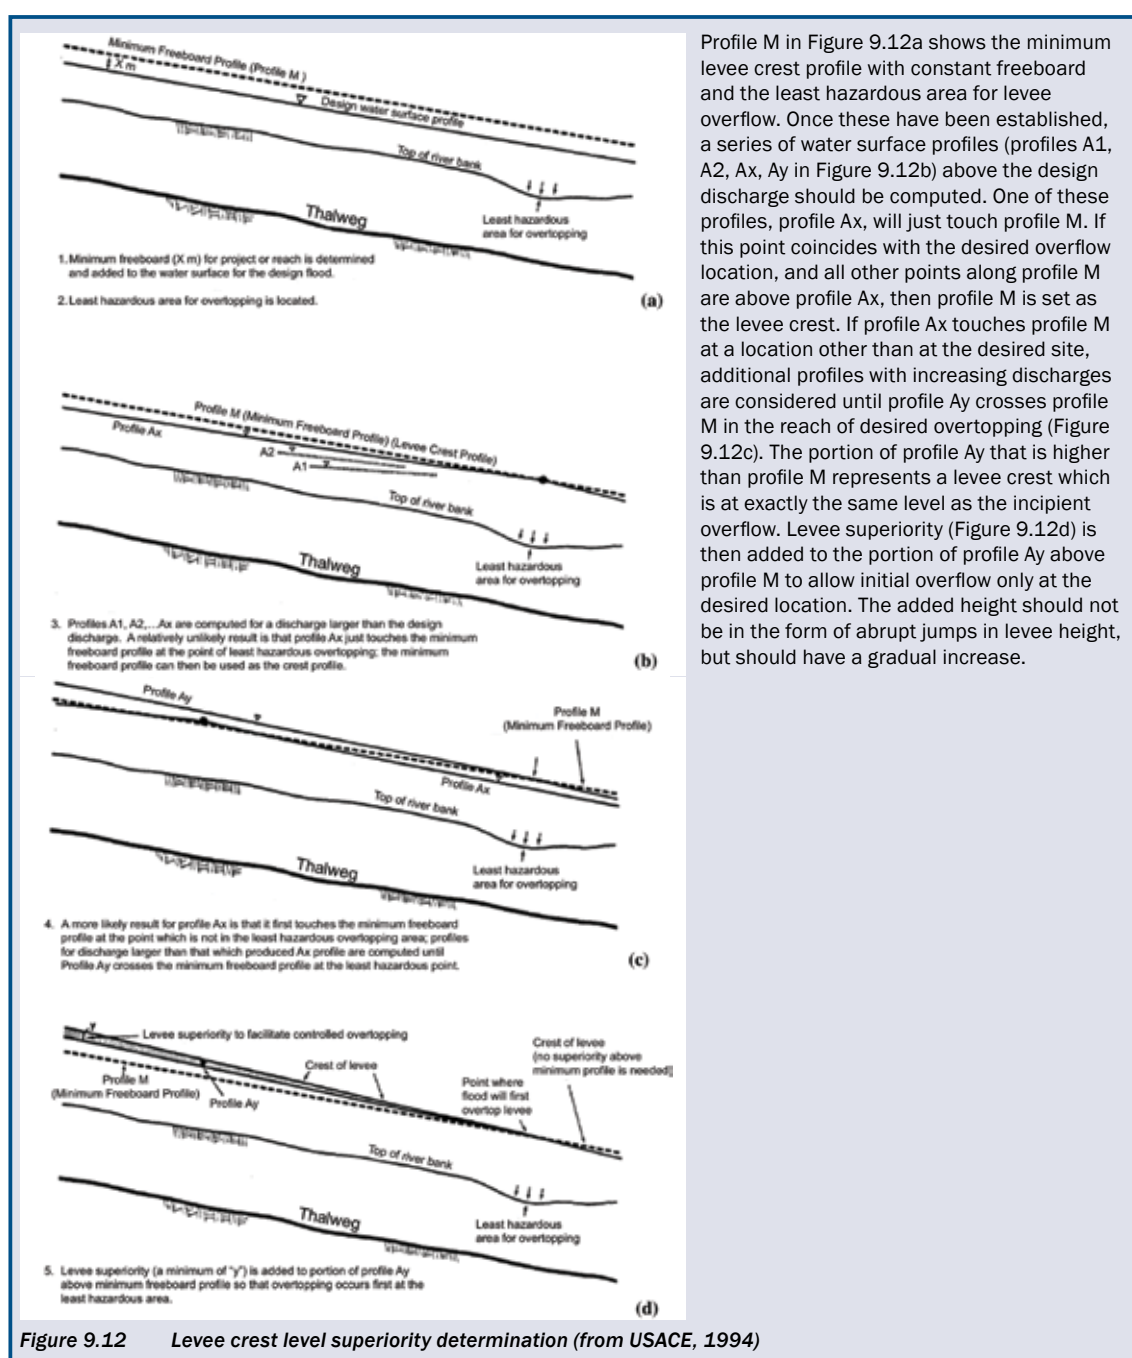 Minimum Freeboard Profile (Profile M )
X m
Design water surface profile
Top of river bank
Thalweg
Least hazardous
area for overtopping
1. Minimum freeboard (X m) for project or reach is determined
and added to the water surface for the design flood.
2. Least hazardous area for overtopping is located.
(a)
Profile M (Minimum Freeboard Profile) (Levee Crest Profile)
Profile Ax
A2
A1
Top of river bank
Thalweg
Least hazardous
area for overtopping
3. Profiles A1, A2,...Ax are computed for a discharge larger than the design
discharge. A relatively unlikely result is that profile Ax just touches the minimum
freeboard profile at the point of least hazardous overtopping; the minimum
freeboard profile can then be used as the crest profile.
(b)
Profile Ay
Profile M
(Minimum Freeboard Profile)
Profile Ax
Top of river bank
Thalweg
Least hazardous
area for overtopping
4. A more likely result for profile Ax is that it first touches the minimum freeboard
profile at the point which is not in the least hazardous overtopping area; profiles
for discharge larger than that which produced Ax profile are computed until
Profile Ay crosses the minimum freeboard profile at the least hazardous point.
(c)
y
Levee superiority to facilitate controlled overtopping
Crest of levee
Crest of levee
(no superiority above
minimum profile is needed)
Profile M
(Minimum Freeboard Profile)
Profile Ay
Point where
flood will first
overtop levee
Top of river bank
Thalweg
Least hazardous
area for overtopping
5. Levee superiority (a minimum of "y") is added to portion of profile Ay
above minimum freeboard profile so that overtopping occurs first at the
least hazardous area.
(d)
Profile M in Figure 9.12a shows the minimum
levee crest profile with constant freeboard
and the least hazardous area for levee
overflow. Once these have been established,
a series of water surface profiles (profiles A1,
A2, Ax, Ay in Figure 9.12b) above the design
discharge should be computed. One of these
profiles, profile Ax, will just touch profile M. If
this point coincides with the desired overflow
location, and all other points along profile M
are above profile Ax, then profile M is set as
the levee crest. If profile Ax touches profile M
at a location other than at the desired site,
additional profiles with increasing discharges
are considered until profile Ay crosses profile
M in the reach of desired overtopping (Figure
9.12c). The portion of profile Ay that is higher
than profile M represents a levee crest which
is at exactly the same level as the incipient
overflow. Levee superiority (Figure 9.12d) is
then added to the portion of profile Ay above
profile M to allow initial overflow only at the
desired location. The added height should not
be in the form of abrupt jumps in levee height,
but should have a gradual increase.
Figure 9.12 Levee crest level superiority determination (from USACE, 1994)